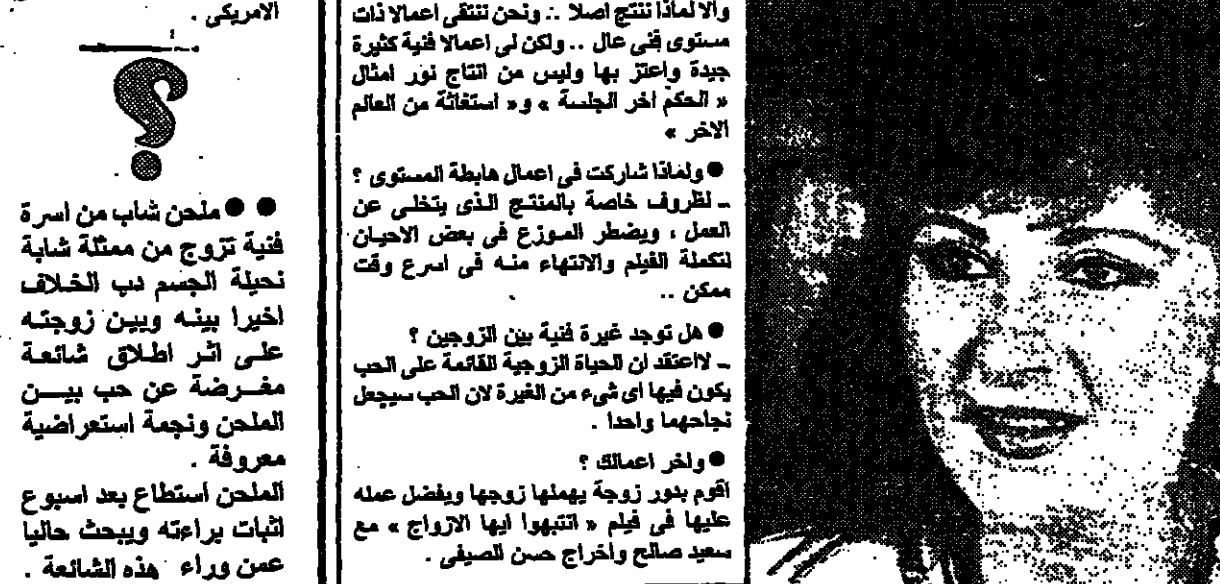 والا لماذا ننتج اصلا .. ونحن ننتقى اعمالا ذات
مستوى فنى عال .. ولكن لى اعمالا فنية كثيرة
جيدة واعتز بها وليس من انتاج نور امثال
« الحكم اخر الجلسة » و« استغاثة من العالم
الاخر »
● ولماذا شاركت فى اعمال هابطة المستوى ؟
ـ لظروف خاصة بالمنتج الذى يتخلى عن
العمل ، ويضطر الموزع فى بعض الاحيان
لتكملة الفيلم والانتهاء منه فى اسرع وقت
ممكن ..
● هل توجد غيرة فنية بين الزوجين ؟
ـ لااعتقد ان الحياة الزوجية القائمة على الحب
يكون فيها اى شىء من الغيرة لان الحب سيجعل
نجاحهما واحدا .
● واخر اعمالك ؟
اقوم بدور زوجة يهملها زوجها ويفضل عمله
عليها فى فيلم « انتبهوا ايها الازواج » مع
سعيد صالح واخراج حسن الصيفى .
الامريكى .
؟
● ● ملحن شاب من اسرة
فنية تزوج من ممثلة شابة
نحيلة الجسم دب الخلاف
اخيرا بينه وبين زوجته
على اثر اطلاق شائعة
مغرضة عن حب بين
الملحن ونجمة استعراضية
معروفة .
الملحن استطاع بعد اسبوع
اثبات براءته ويبحث حاليا
عمن وراء هذه الشائعة .